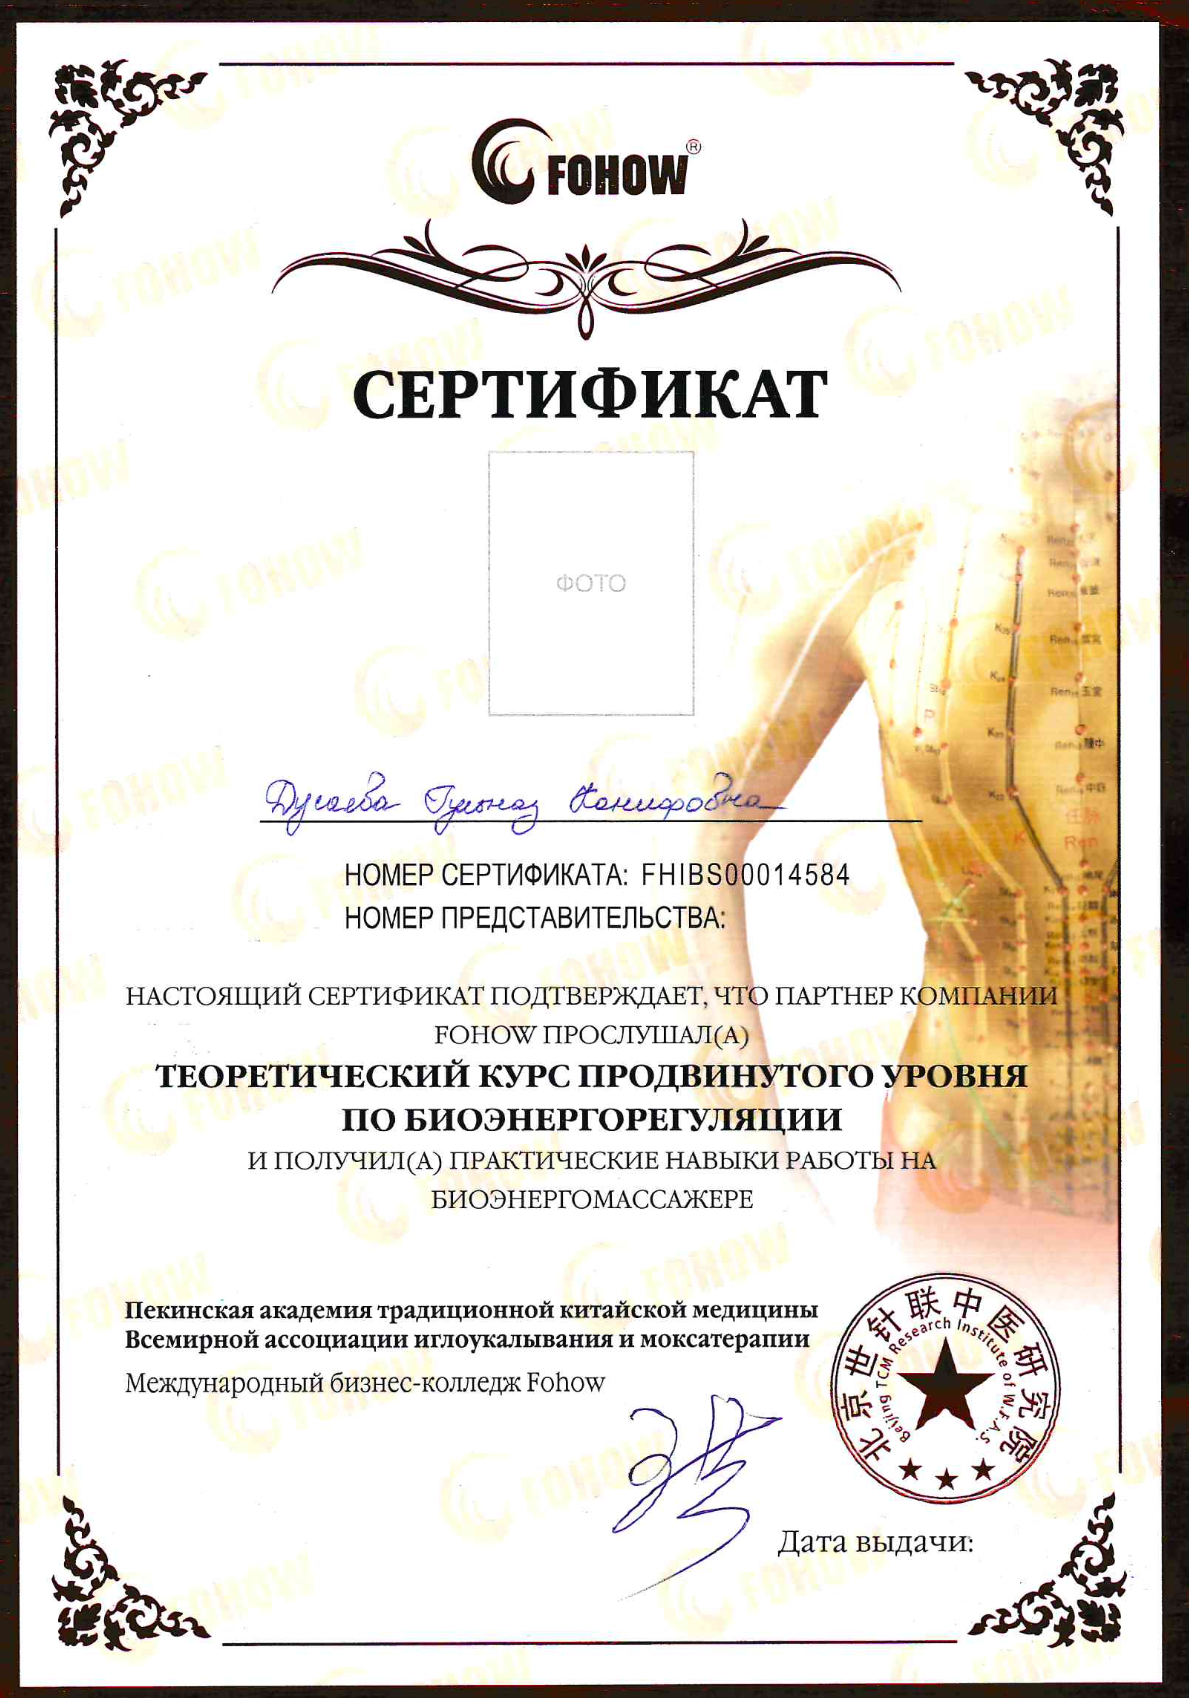 FOHOW®
СЕРТИФИКАТ
ФОТО
Дусаева Гульназ Ханифовна
НОМЕР СЕРТИФИКАТА: FHIBS00014584
НОМЕР ПРЕДСТАВИТЕЛЬСТВА:
НАСТОЯЩИЙ СЕРТИФИКАТ ПОДТВЕРЖДАЕТ, ЧТО ПАРТНЕР КОМПАНИИ
FOHOW ПРОСЛУШАЛ(А)
ТЕОРЕТИЧЕСКИЙ КУРС ПРОДВИНУТОГО УРОВНЯ
ПО БИОЭНЕРГОРЕГУЛЯЦИИ
И ПОЛУЧИЛ(А) ПРАКТИЧЕСКИЕ НАВЫКИ РАБОТЫ НА
БИОЭНЕРГОМАССАЖЕРЕ
Пекинская академия традиционной китайской медицины
Всемирной ассоциации иглоукалывания и моксатерапии
Международный бизнес-колледж Fohow
北京世针联中医研究院
Beijing TCM Research Institute of W.F.A.S.
Дата выдачи: